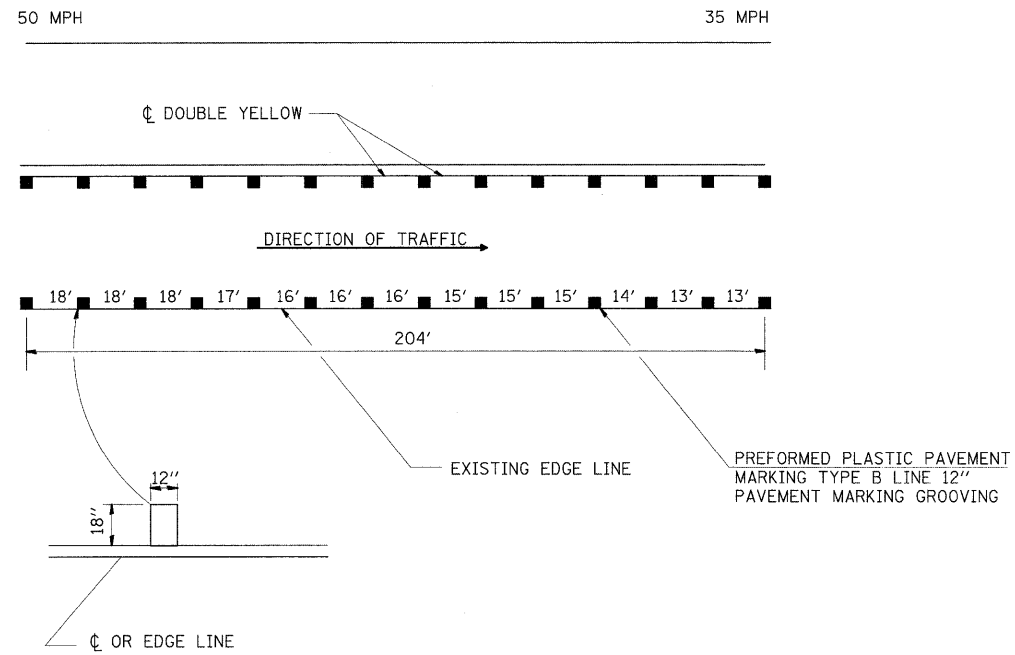 50 MPH
35 MPH
℄ DOUBLE YELLOW
DIRECTION OF TRAFFIC
18' 18' 18' 17' 16' 16' 16' 15' 15' 15' 14' 13' 13'
204'
EXISTING EDGE LINE
PREFORMED PLASTIC PAVEMENT
MARKING TYPE B LINE 12"
PAVEMENT MARKING GROOVING
12"
18"
℄ OR EDGE LINE